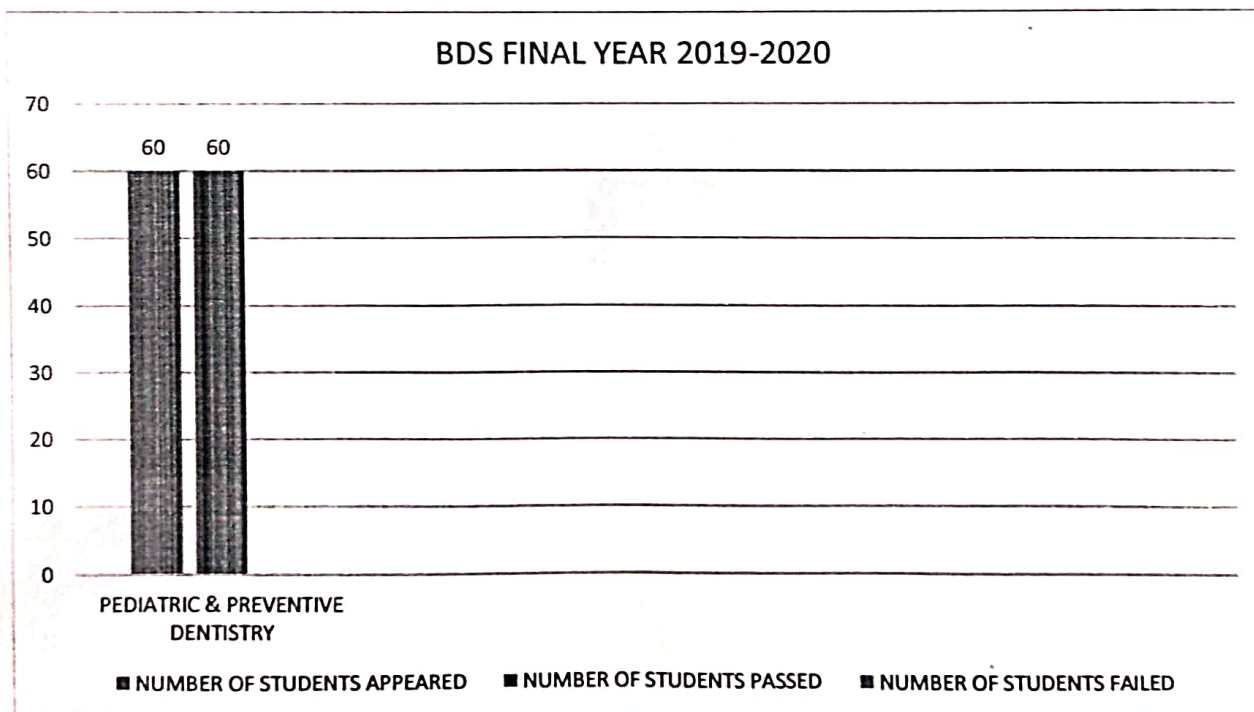 BDS FINAL YEAR 2019-2020
70
60 60
60
50
40
30
20
10
0
PEDIATRIC & PREVENTIVE
DENTISTRY
NUMBER OF STUDENTS APPEARED NUMBER OF STUDENTS PASSED NUMBER OF STUDENTS FAILED